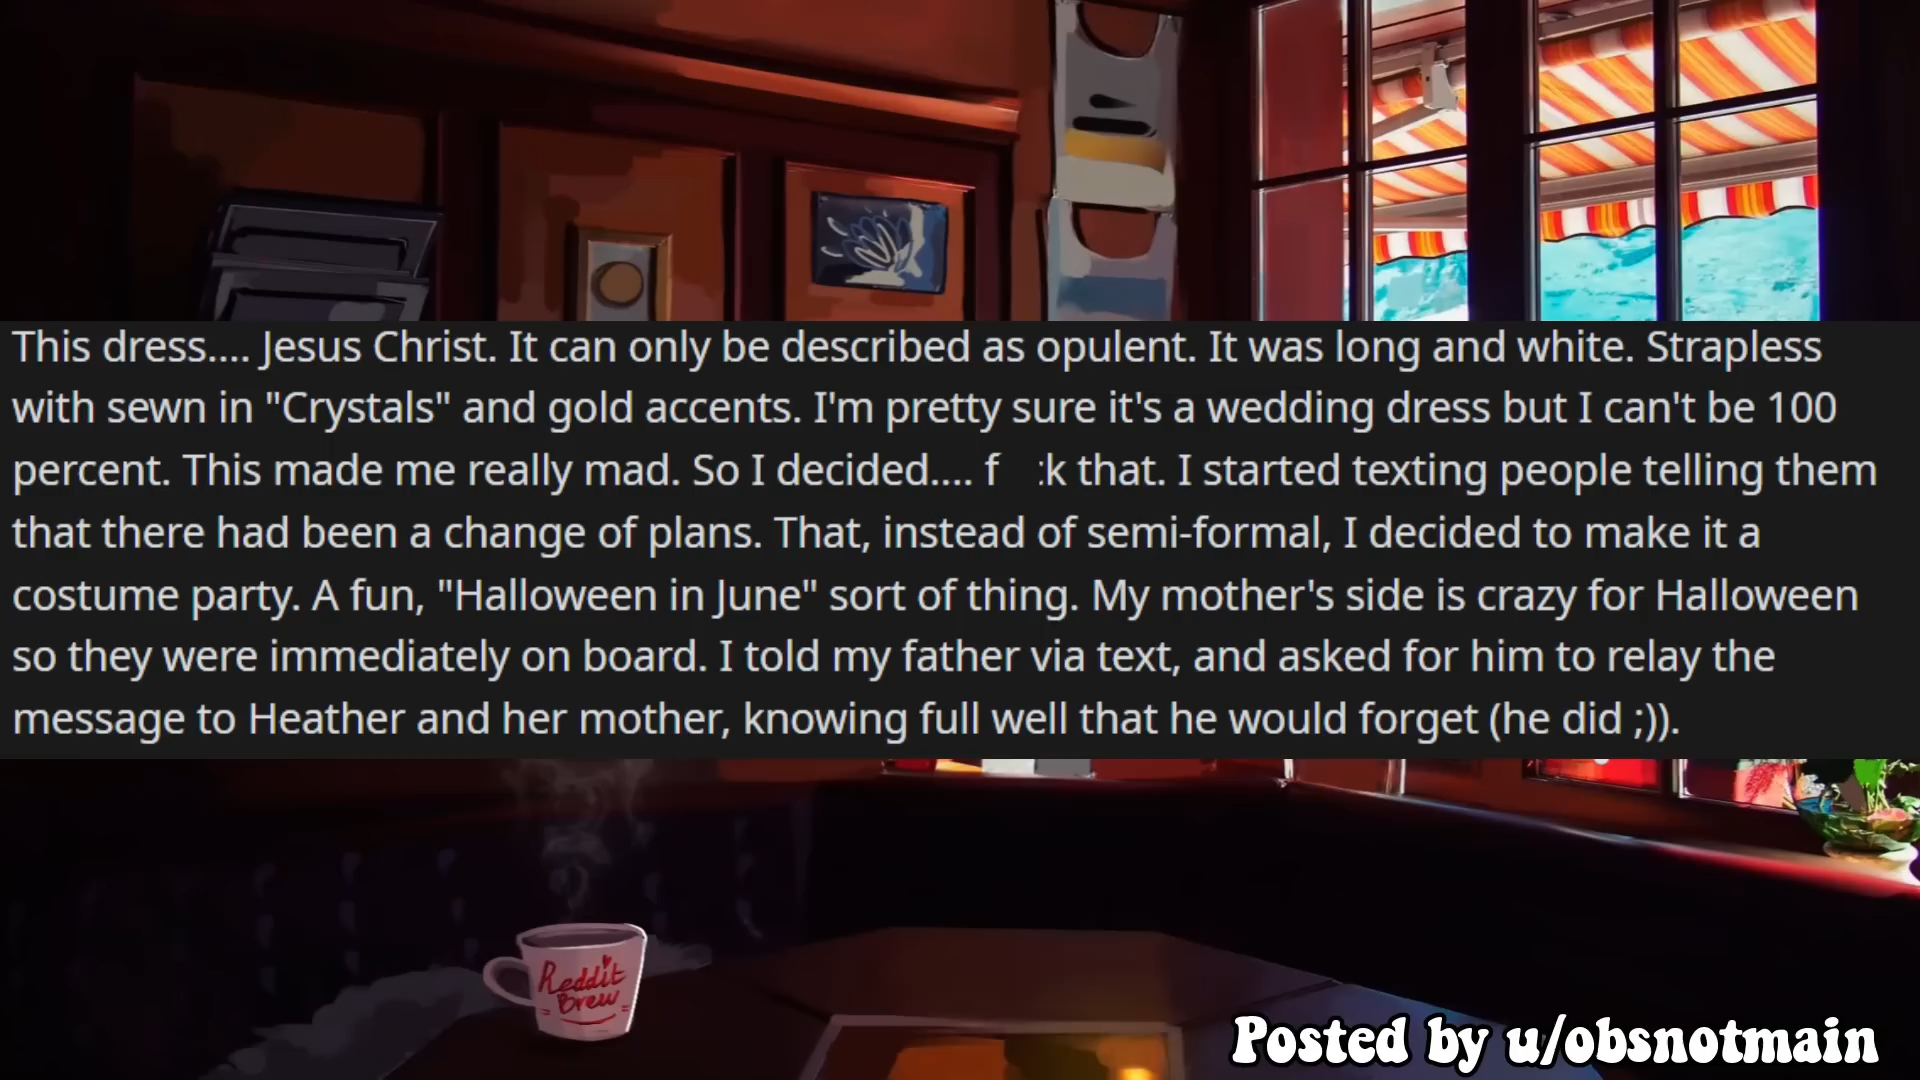 This dress.... Jesus Christ. It can only be described as opulent. It was long and white. Strapless
with sewn in "Crystals" and gold accents. I'm pretty sure it's a wedding dress but I can't be 100
percent. This made me really mad. So I decided.... f  k that. I started texting people telling them
that there had been a change of plans. That, instead of semi-formal, I decided to make it a
costume party. A fun, "Halloween in June" sort of thing. My mother's side is crazy for Halloween
so they were immediately on board. I told my father via text, and asked for him to relay the
message to Heather and her mother, knowing full well that he would forget (he did ;)).
Reddit
Brew
Posted by u/obsnotmain